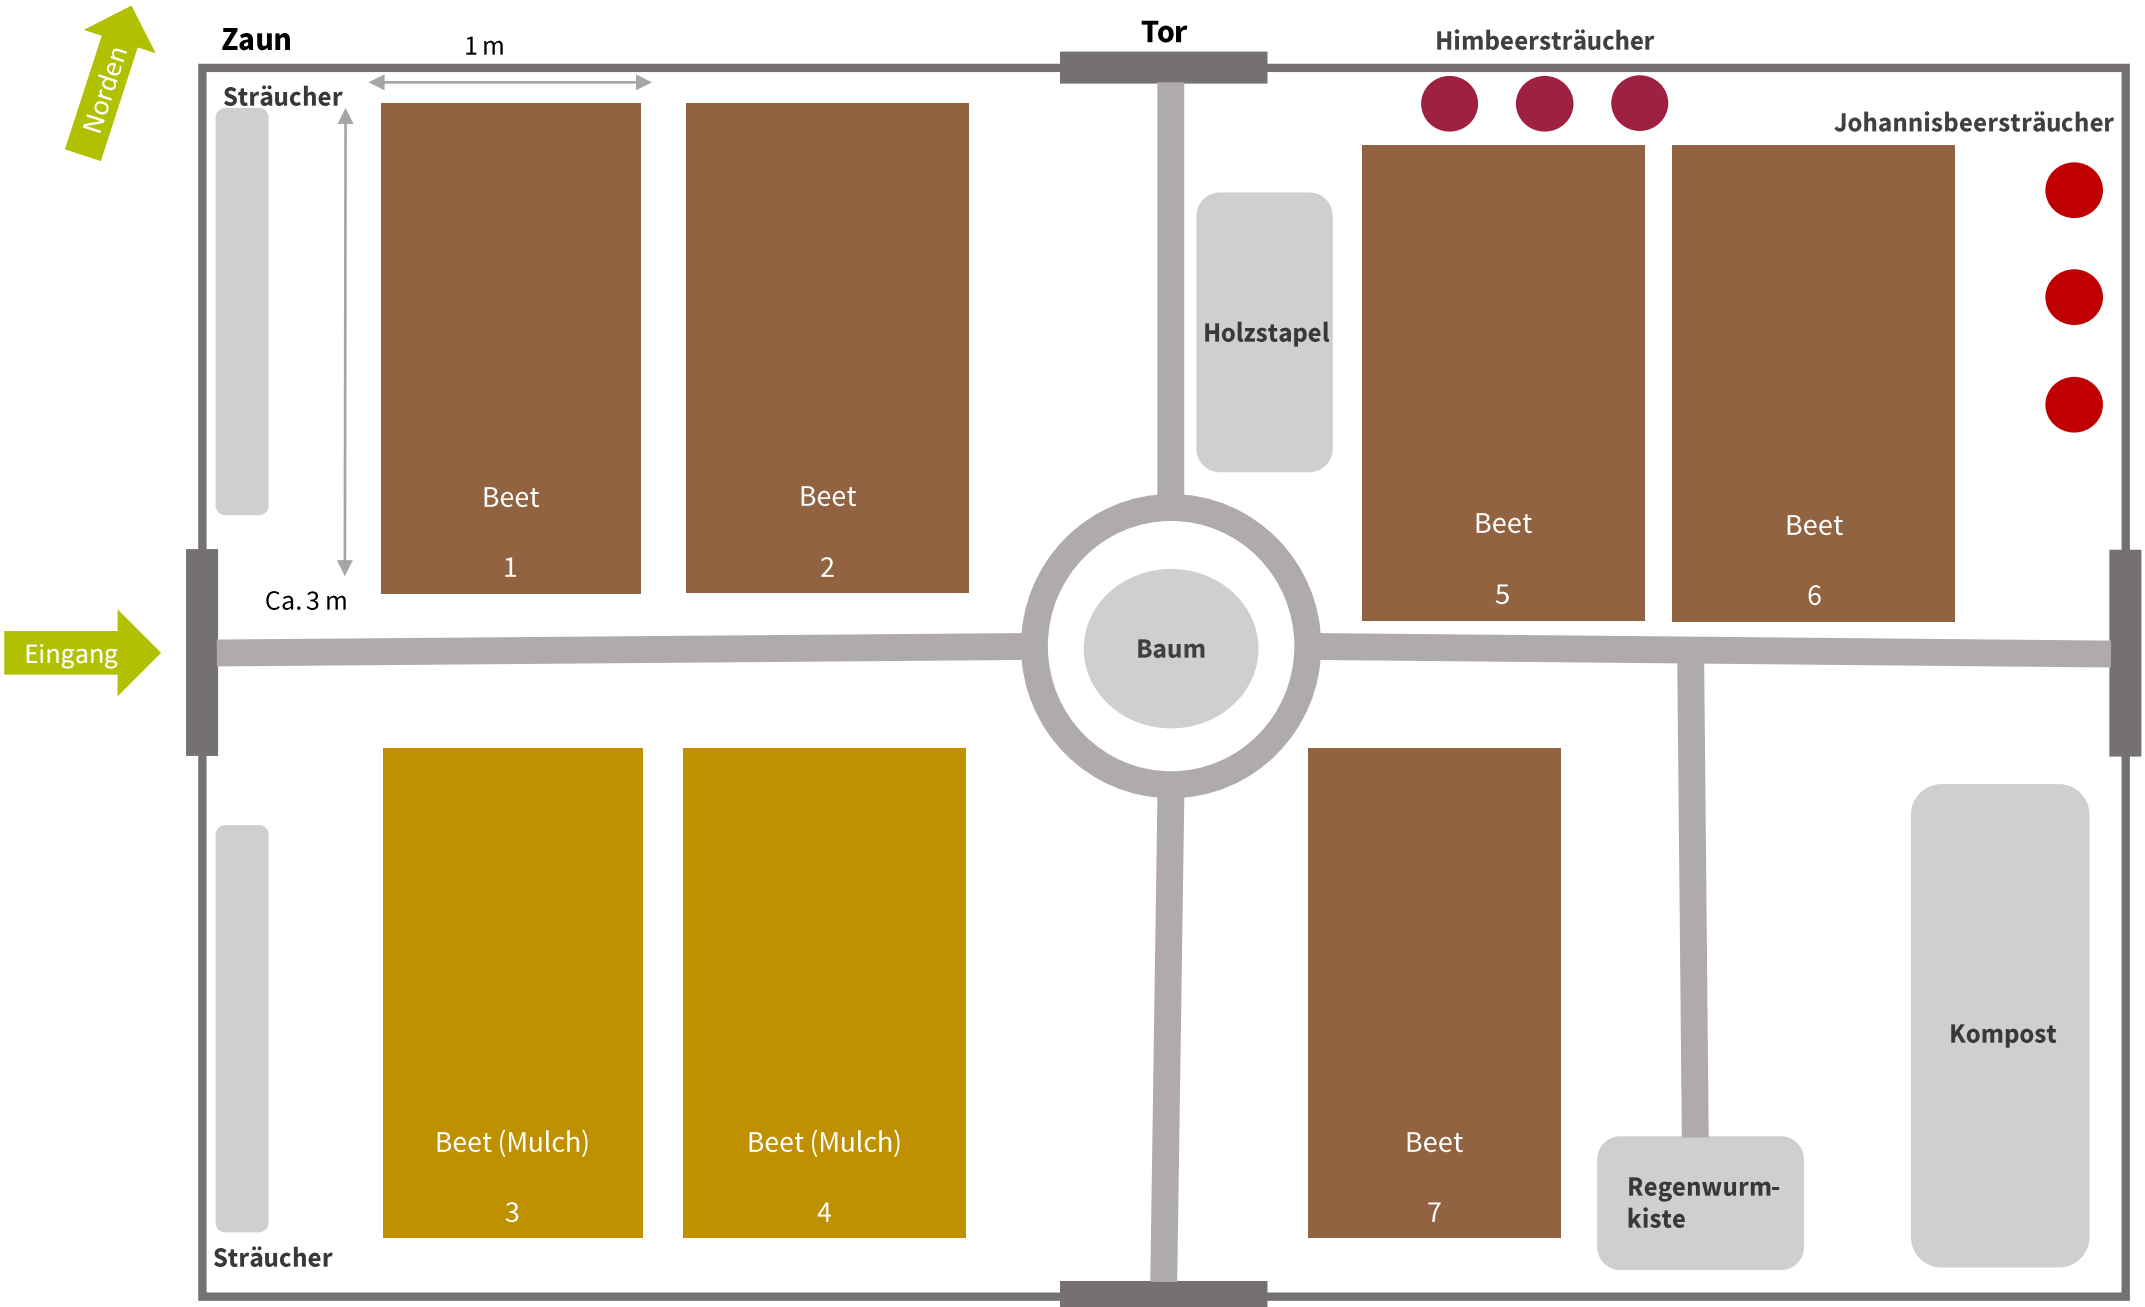 Norden
Zaun
1 m
Tor
Himbeersträucher
Sträucher
Johannisbeersträucher
Holzstapel
Beet
1
Beet
2
Beet
5
Beet
6
Ca. 3 m
Eingang
Baum
Kompost
Beet (Mulch)
3
Beet (Mulch)
4
Beet
7
Regenwurm-
kiste
Sträucher